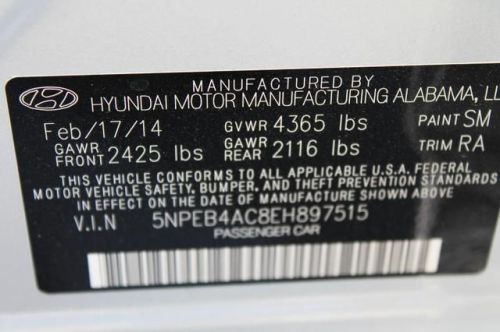 MANUFACTURED BY
HYUNDAI MOTOR MANUFACTURING ALABAMA, LL
Feb/17/14 GVWR 4365 lbs PAINT SM
GAWR FRONT 2425 lbs GAWR REAR 2116 lbs TRIM RA
THIS VEHICLE CONFORMS TO ALL APPLICABLE U.S.A. FEDERAL
MOTOR VEHICLE SAFETY, BUMPER, AND THEFT PREVENTION STANDARDS
IN EFFECT ON THE DATE OF MANUFACTURE SHOWN ABOVE.
V.I.N 5NPEB4AC8EH897515
PASSENGER CAR